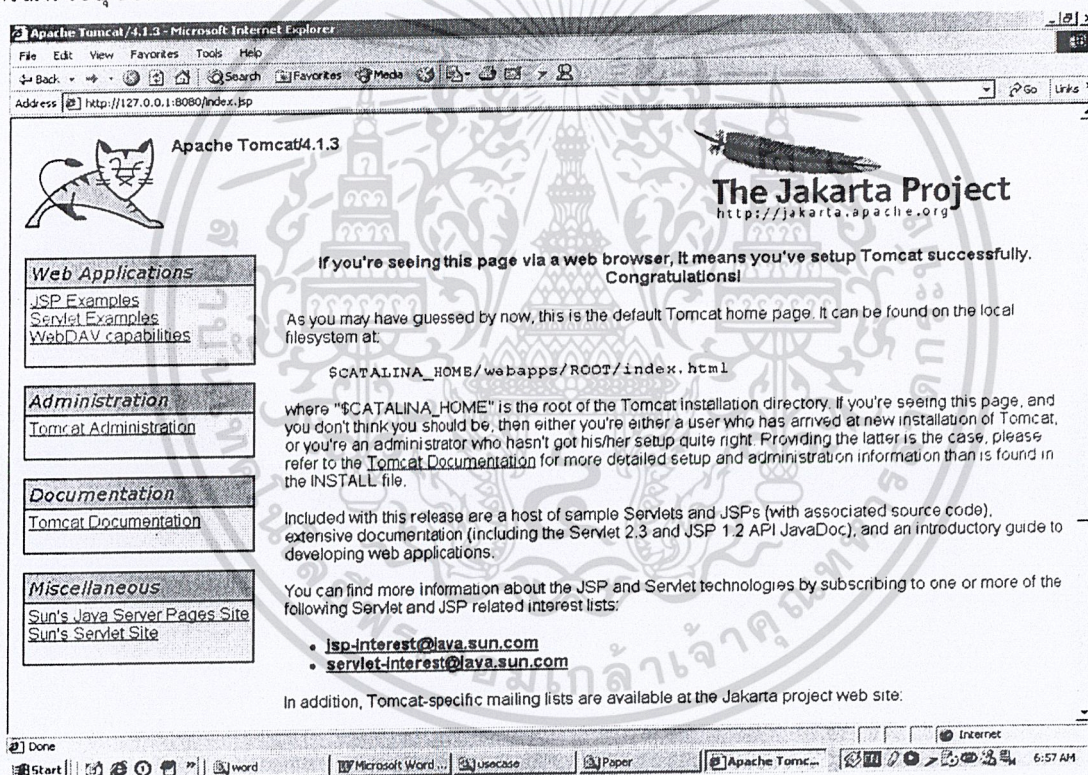 Apache Tomcat/4.1.3 - Microsoft Internet Explorer
File Edit View Favorites Tools Help
Back Search Favorites Media
Address http://127.0.0.1:8080/index.jsp Go Links
Apache Tomcat/4.1.3
The Jakarta Project
http://jakarta.apache.org
Web Applications
JSP Examples
Servlet Examples
WebDAV capabilities
Administration
Tomcat Administration
Documentation
Tomcat Documentation
Miscellaneous
Sun's Java Server Pages Site
Sun's Servlet Site
If you're seeing this page via a web browser, It means you've setup Tomcat successfully.
Congratulations!
As you may have guessed by now, this is the default Tomcat home page. It can be found on the local
filesystem at:
$CATALINA_HOME/webapps/ROOT/index.html
where "$CATALINA_HOME" is the root of the Tomcat installation directory. If you're seeing this page, and
you don't think you should be, then either you're either a user who has arrived at new installation of Tomcat,
or you're an administrator who hasn't got his/her setup quite right. Providing the latter is the case, please
refer to the Tomcat Documentation for more detailed setup and administration information than is found in
the INSTALL file.
Included with this release are a host of sample Servlets and JSPs (with associated source code),
extensive documentation (including the Servlet 2.3 and JSP 1.2 API JavaDoc), and an introductory guide to
developing web applications.
You can find more information about the JSP and Servlet technologies by subscribing to one or more of the
following Servlet and JSP related interest lists:
jsp-interest@java.sun.com
servlet-interest@java.sun.com
In addition, Tomcat-specific mailing lists are available at the Jakarta project web site:
Done Internet
Start word Microsoft Word ... usecase Paper Apache Tomc... 6:57 AM